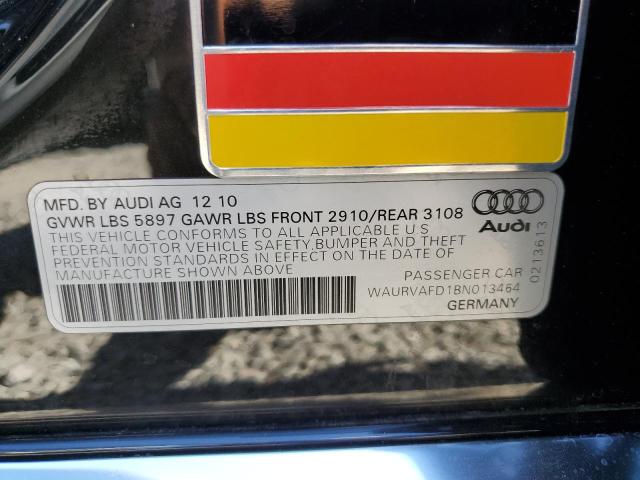 MFD. BY AUDI AG 12 10
GVWR LBS 5897 GAWR LBS FRONT 2910/REAR 3108
THIS VEHICLE CONFORMS TO ALL APPLICABLE U.S
FEDERAL MOTOR VEHICLE SAFETY, BUMPER AND THEFT
STANDARDS IN EFFECT ON THE DATE OF
MANUFACTURE SHOWN ABOVE
Audi
0213613
PASSENGER CAR
WAURVAFD1BN013464
GERMANY